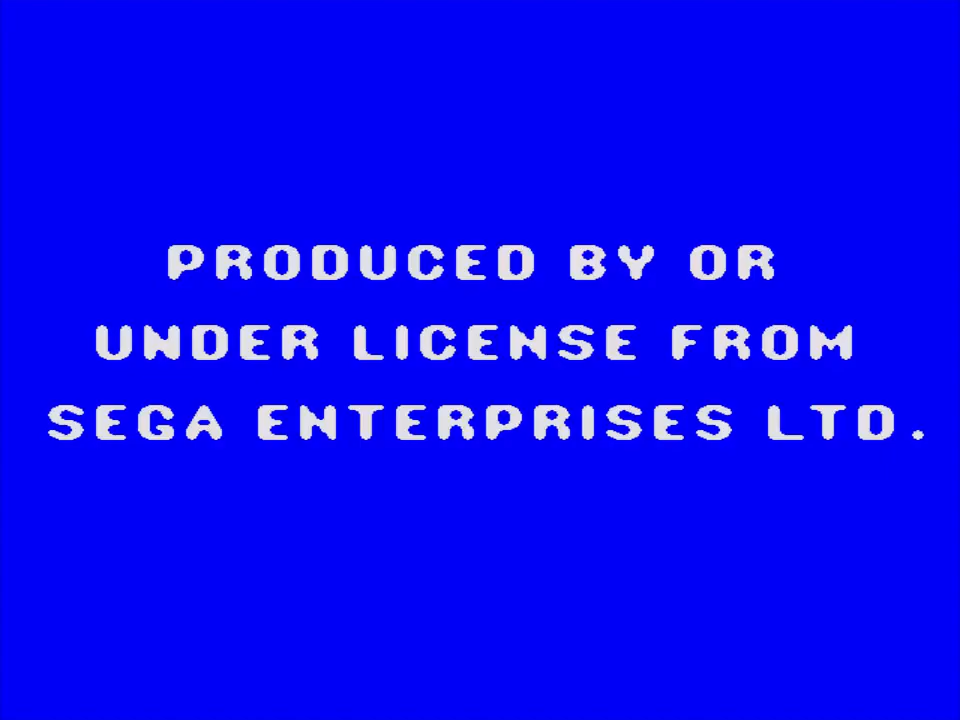 PRODUCED BY OR
UNDER LICENSE FROM
SEGA ENTERPRISES LTD.